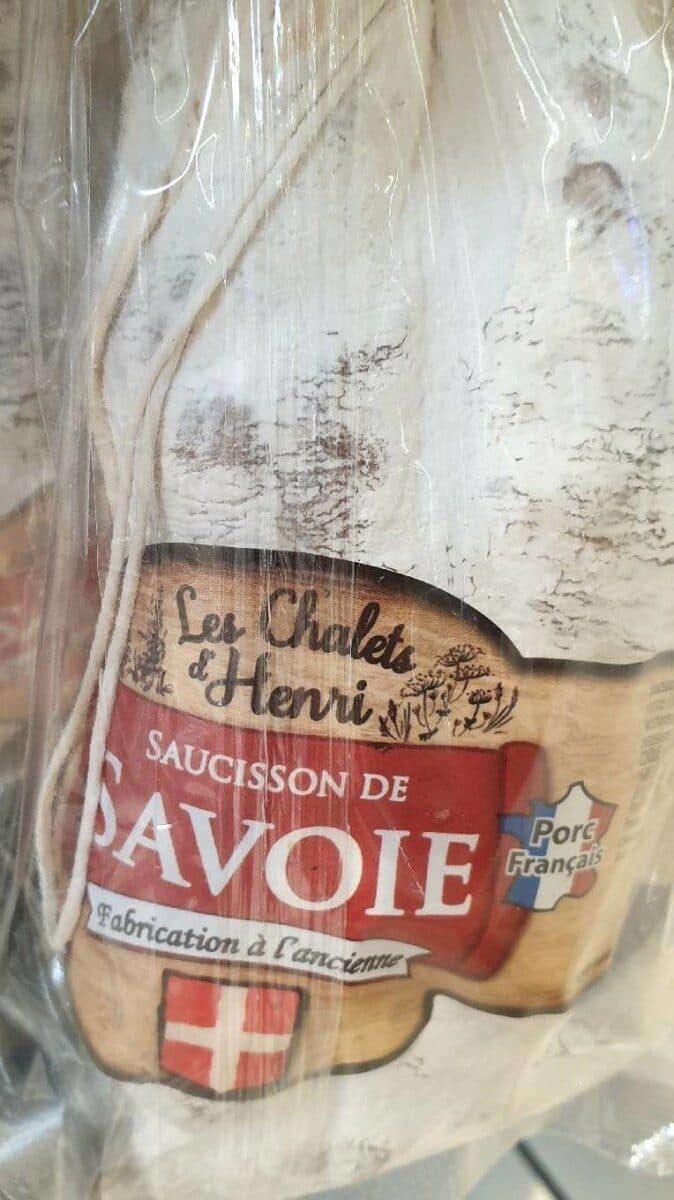 Les Chalets
d'Henri
SAUCISSON DE
SAVOIE
Porc
Français
Fabrication à l'ancienne